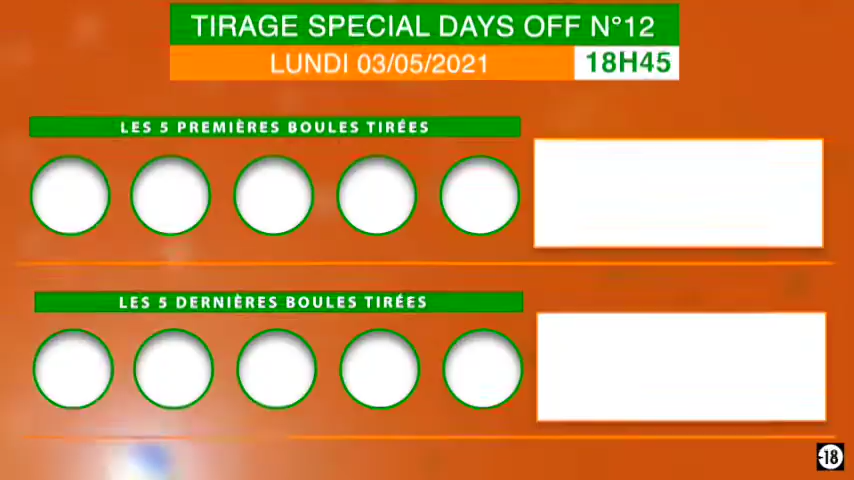 TIRAGE SPECIAL DAYS OFF N°12
LUNDI 03/05/2021 18H45
LES 5 PREMIÈRES BOULES TIRÉES
LES 5 DERNIÈRES BOULES TIRÉES
-18